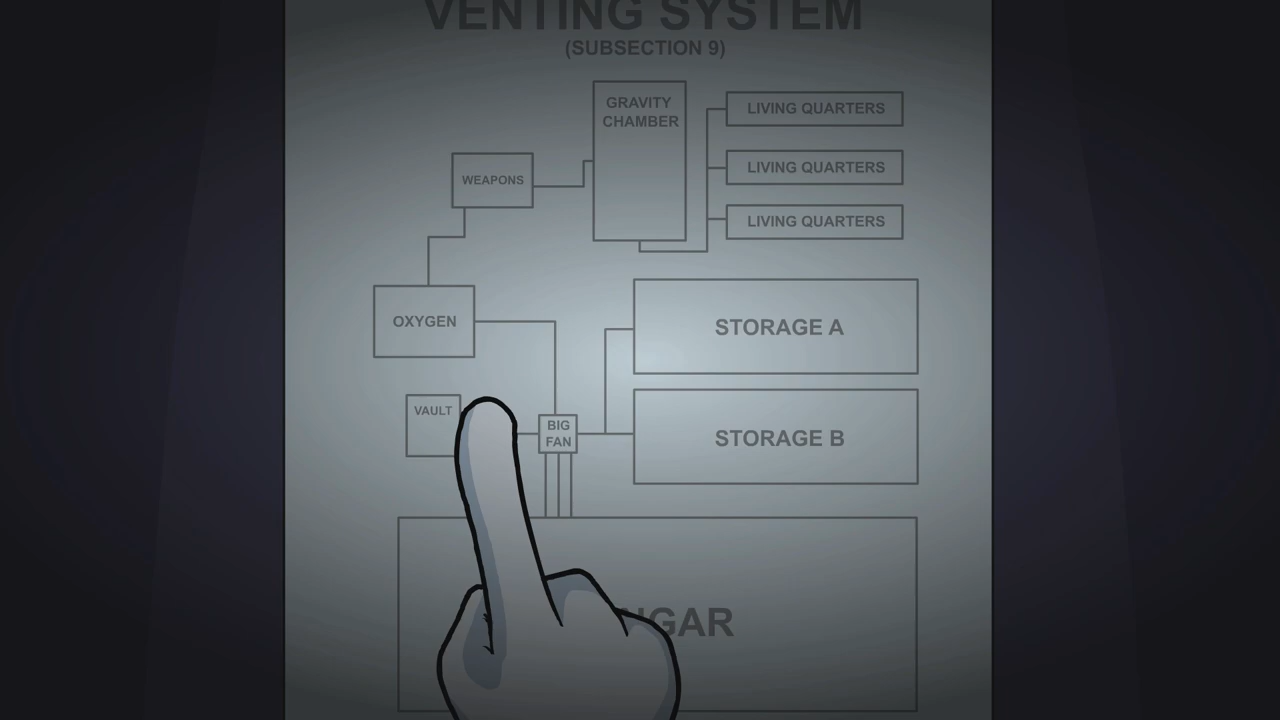 VENTING SYSTEM
(SUBSECTION 9)
GRAVITY
CHAMBER
LIVING QUARTERS
LIVING QUARTERS
LIVING QUARTERS
WEAPONS
OXYGEN
STORAGE A
VAULT
BIG
FAN
STORAGE B
NGAR